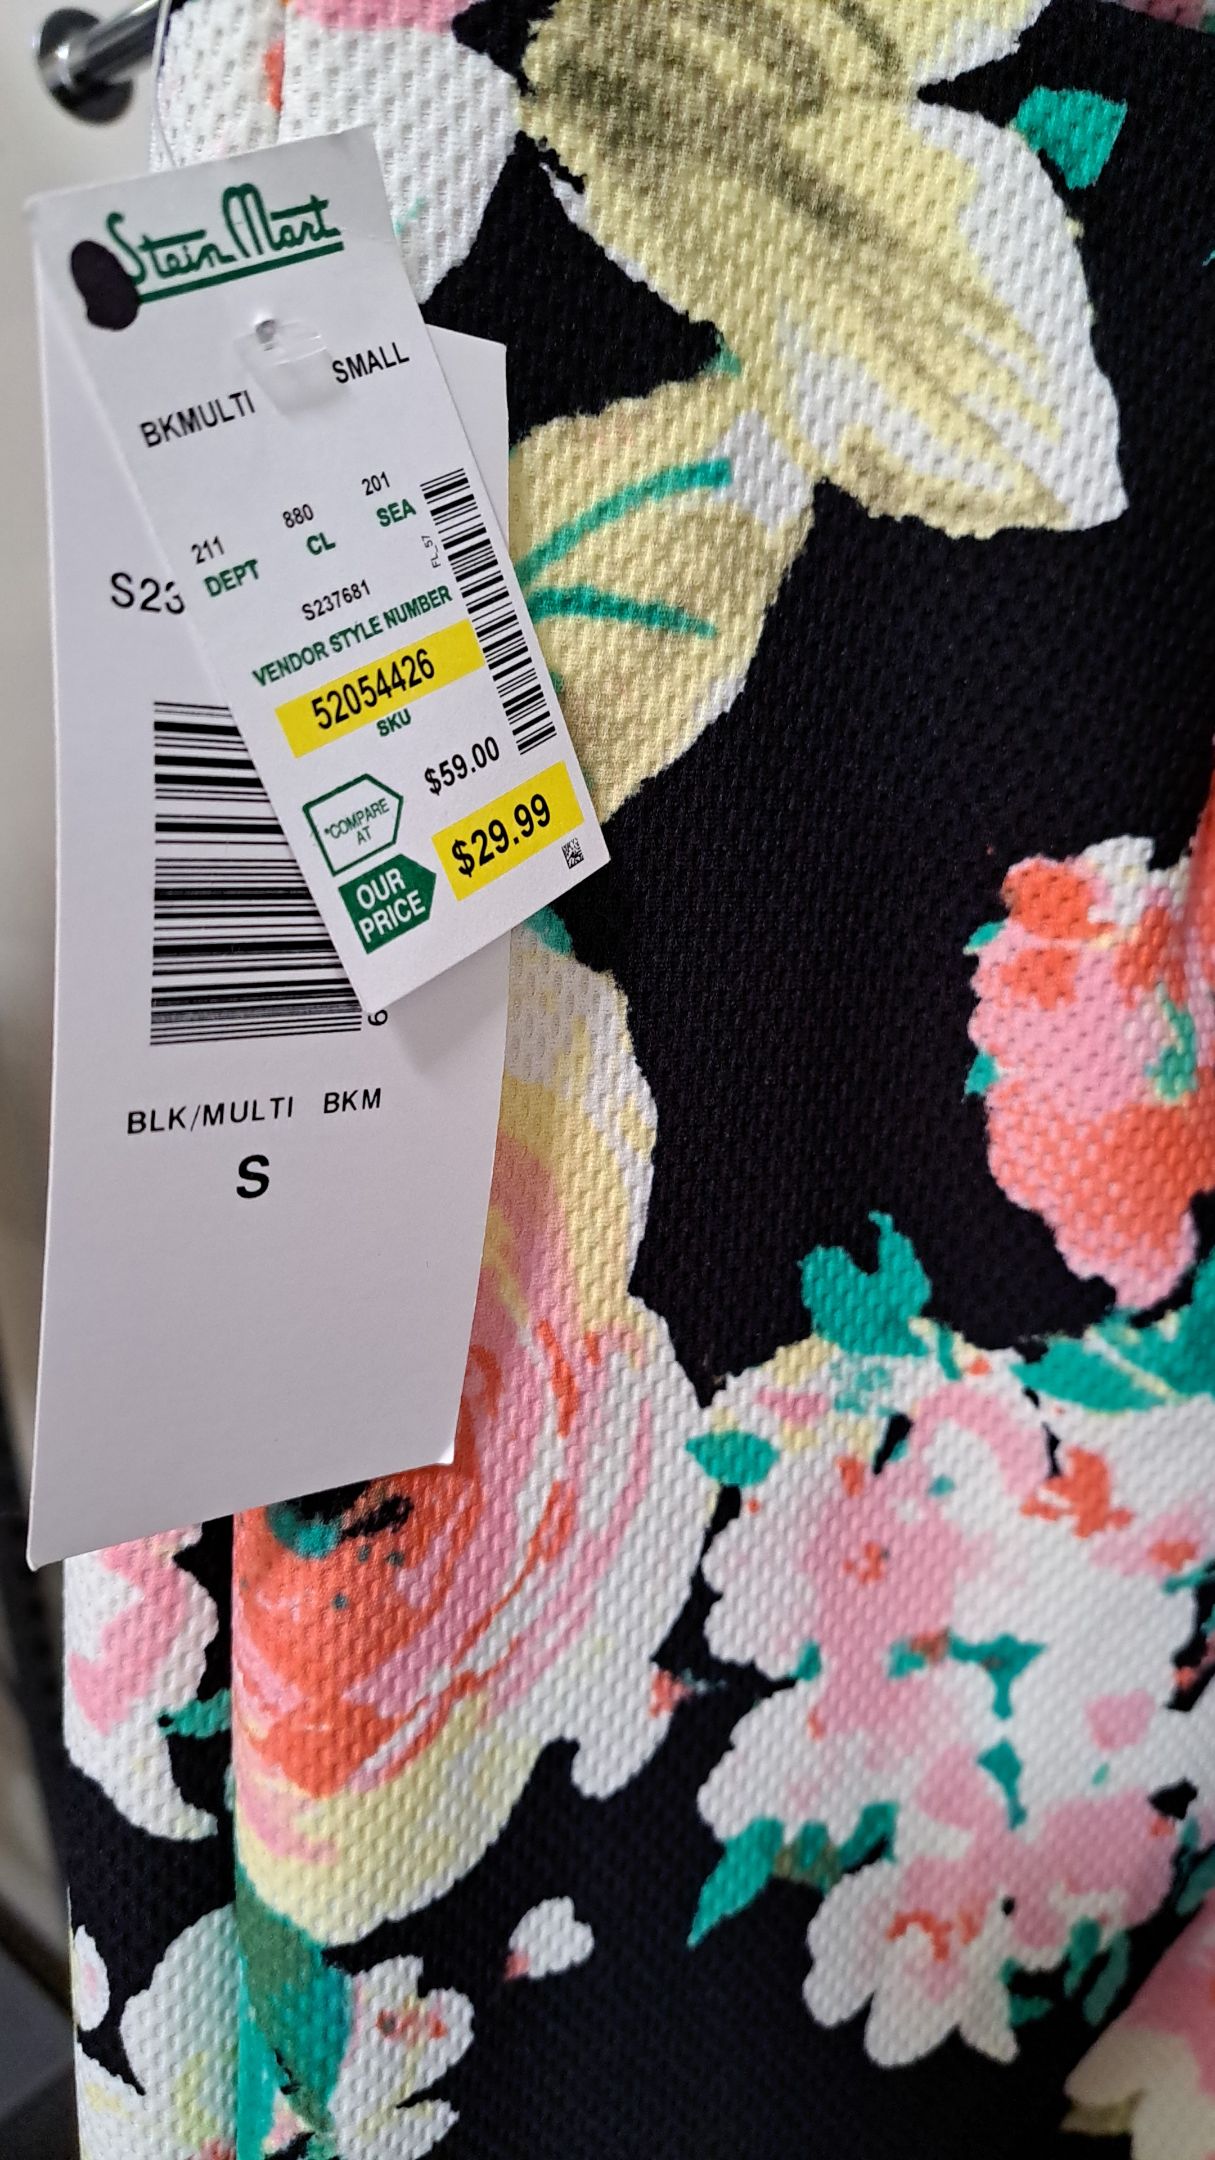 Stein Mart
BKMULTI SMALL
211 880 201
DEPT CL SEA
S237681
VENDOR STYLE NUMBER
52054426
SKU
$59.00
*COMPARE
AT
$29.99
OUR
PRICE
S23
6
BLK/MULTI BKM
S